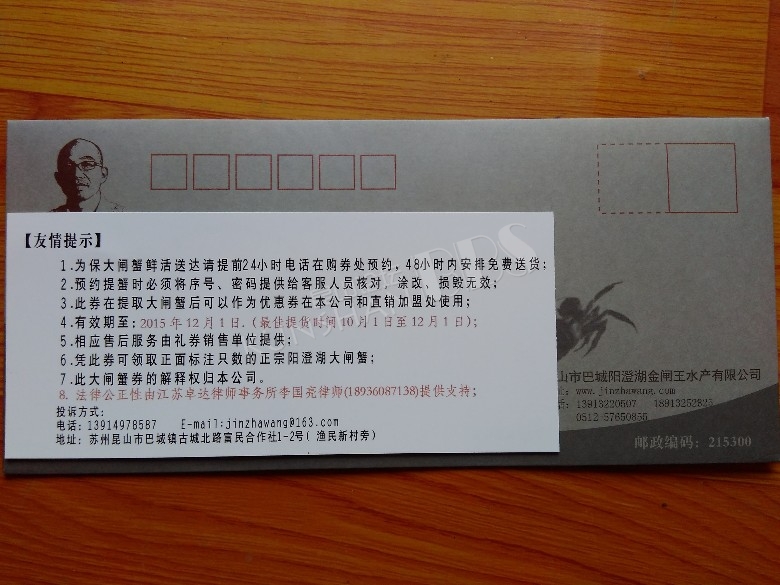 【友情提示】
1.为保大闸蟹鲜活送达请提前24小时电话在购券处预约，48小时内安排免费送货；
2.预约提蟹时必须将序号、密码提供给客服人员核对，涂改、损毁无效；
3.此券在提取大闸蟹后可以作为优惠券在本公司和直销加盟处使用；
4.有效期至：2015年12月1日.（最佳提货时间10月1日至12月1日）；
5.相应售后服务由礼券销售单位提供；
6.凭此券可领取正面标注只数的正宗阳澄湖大闸蟹；
7.此大闸蟹券的解释权归本公司。
8.法律公正性由江苏卓达律师事务所李国亮律师(18936087138)提供支持；
投诉方式：
电话：13914978587 E-mail:jinzhawang@163.com
地址：苏州昆山市巴城镇古城北路富民合作社1-2号（渔民新村旁）
山市巴城阳澄湖金闸王水产有限公司
www.jinzhawang.com
13913220507 18913252825
0512-57650855
邮政编码：215300